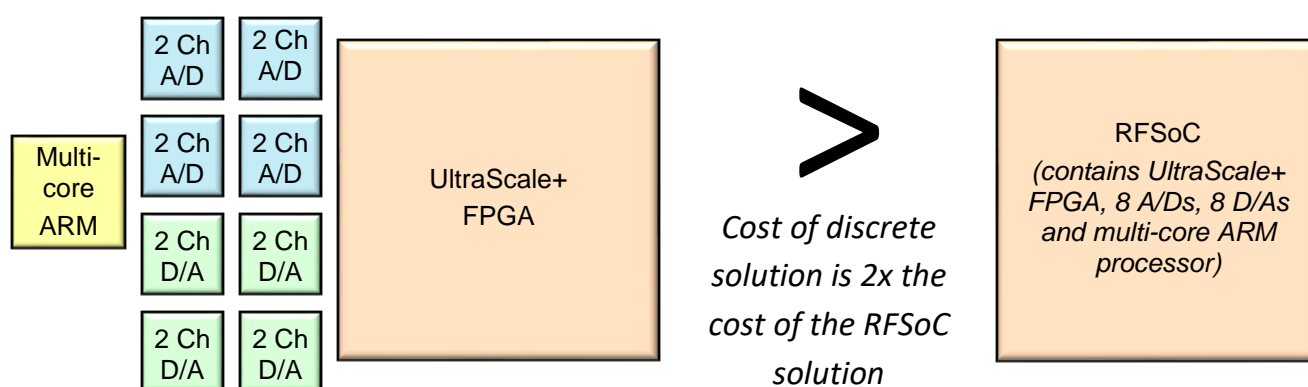 Multi-
core
ARM
2 Ch
A/D
2 Ch
A/D
2 Ch
A/D
2 Ch
A/D
2 Ch
D/A
2 Ch
D/A
2 Ch
D/A
2 Ch
D/A
UltraScale+
FPGA
>
Cost of discrete
solution is 2x the
cost of the RFSoC
solution
RFSoC
(contains UltraScale+
FPGA, 8 A/Ds, 8 D/As
and multi-core ARM
processor)